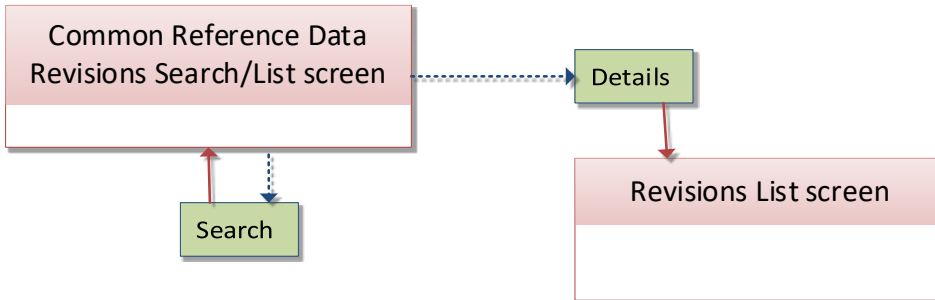 Common Reference Data
Revisions Search/List screen
Details
Revisions List screen
Search